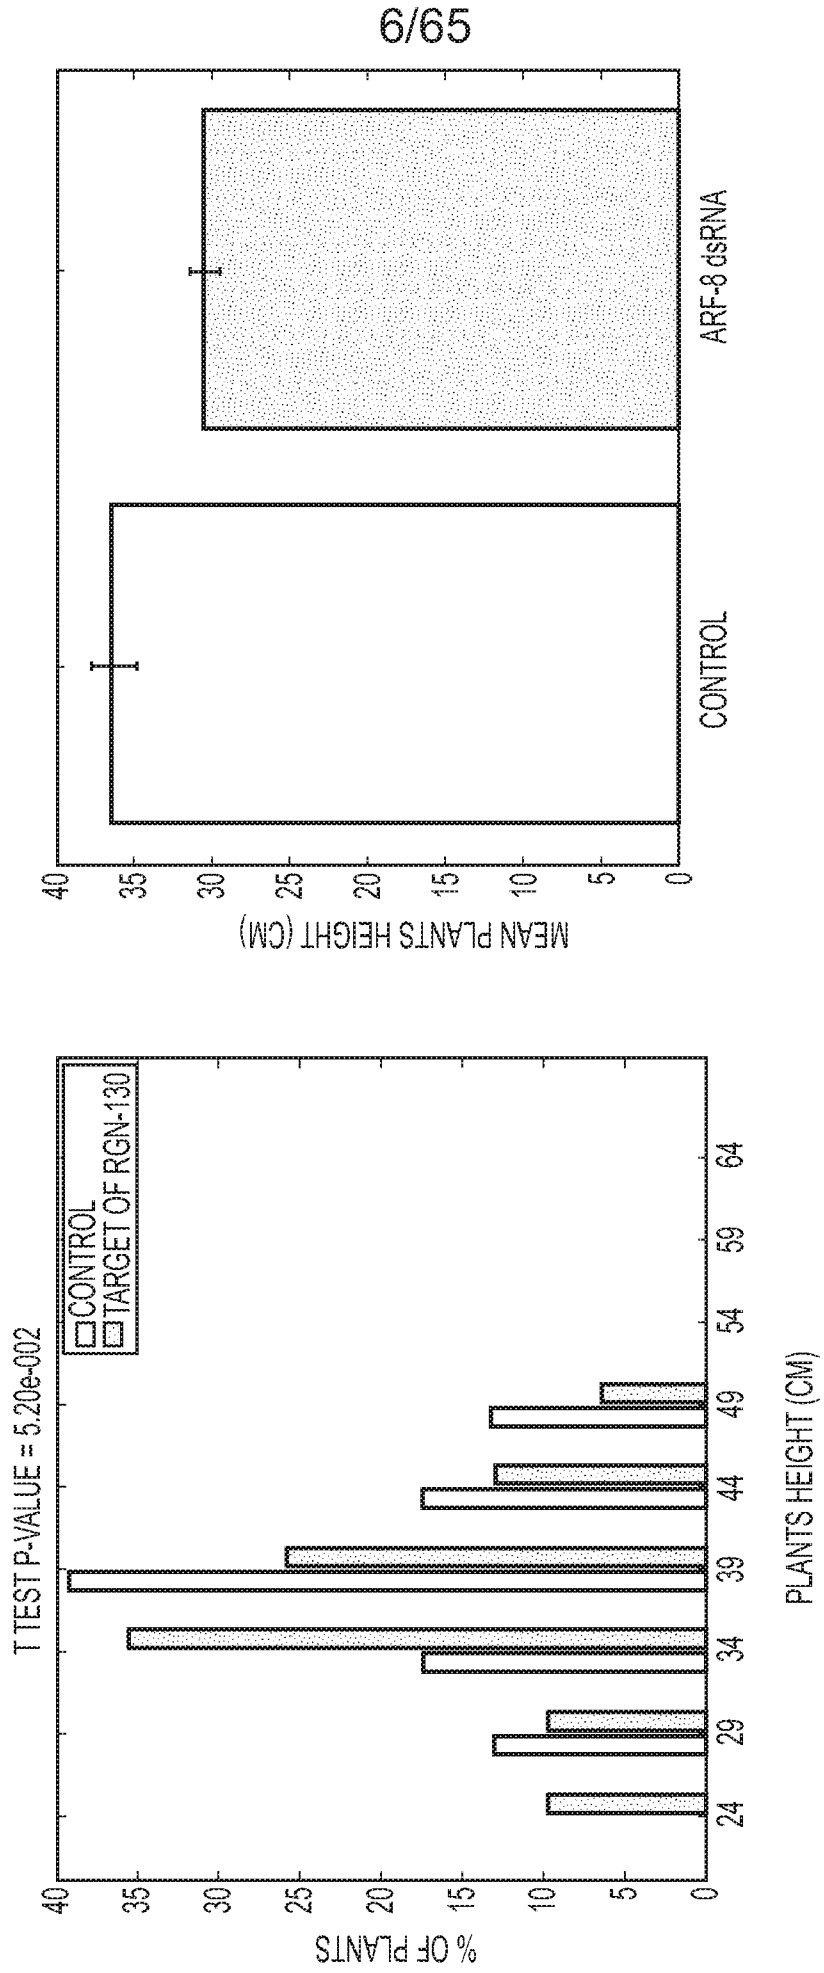 6/65
T TEST P-VALUE = 5.20e-002
CONTROL
TARGET OF RGN-130
% OF PLANTS
40
35
30
25
20
15
10
5
0
24 29 34 39 44 49 54 59 64
PLANTS HEIGHT (CM)
MEAN PLANTS HEIGHT (CM)
40
35
30
25
20
15
10
5
0
CONTROL ARF-8 dsRNA